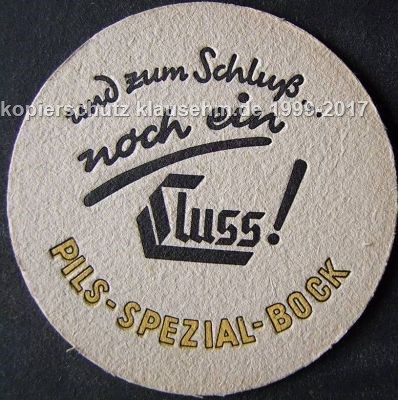 und zum Schluß...
kopierschutz klausehm.de 1999-2017
noch ein
Cluss!
PILS-SPEZIAL-BOCK